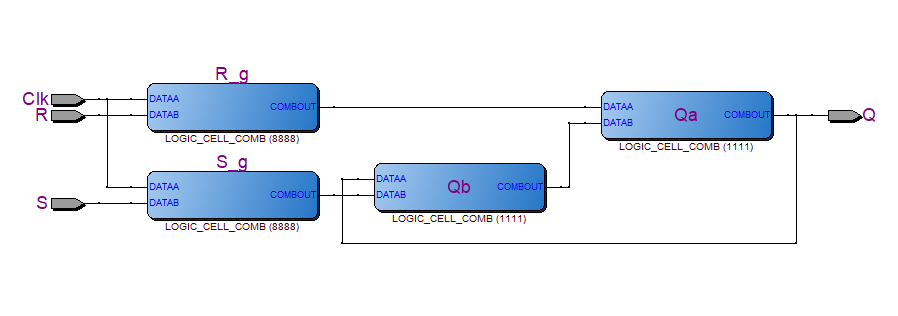 R_g
Clk
R
DATAA
DATAB
COMBOUT
LOGIC_CELL_COMB (8888)
DATAA
DATAB
Qa
COMBOUT
LOGIC_CELL_COMB (1111)
Q
S_g
S
DATAA
DATAB
COMBOUT
LOGIC_CELL_COMB (8888)
DATAA
DATAB
Qb
COMBOUT
LOGIC_CELL_COMB (1111)